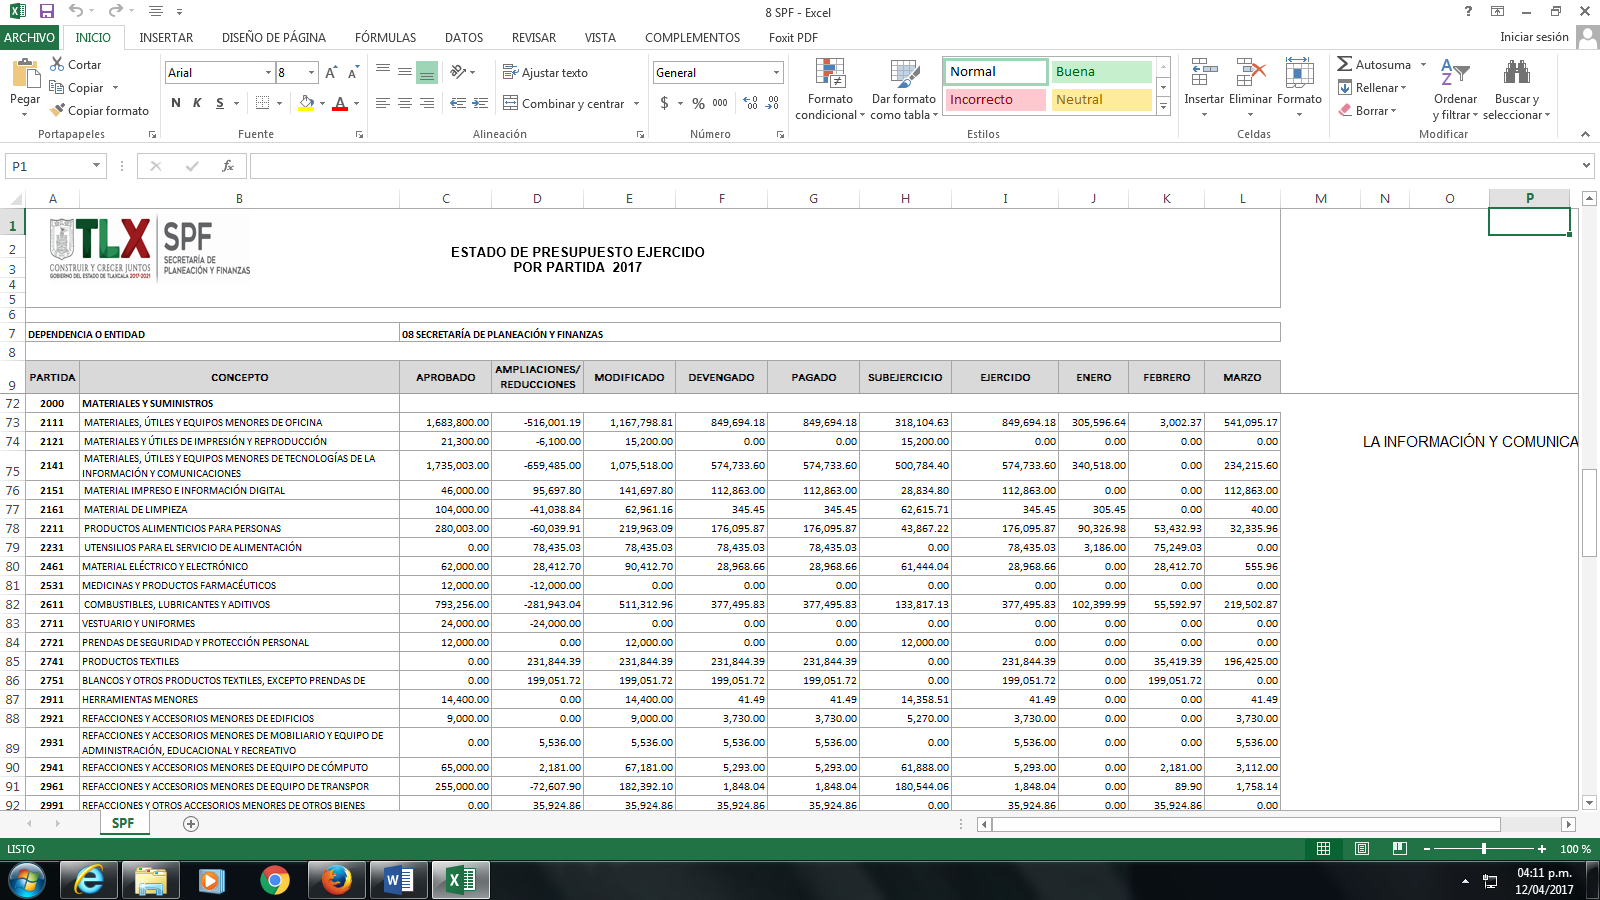 8 SPF - Excel
?
ARCHIVO INICIO INSERTAR DISEÑO DE PÁGINA FÓRMULAS DATOS REVISAR VISTA COMPLEMENTOS Foxit PDF Iniciar sesión
Pegar Cortar Copiar Copiar formato Portapapeles
Arial 8 N K S Fuente
Ajustar texto Combinar y centrar Alineación
General $ % 000 Número
Formato condicional Dar formato como tabla Normal Buena Incorrecto Neutral Estilos
Insertar Eliminar Formato Celdas
Autosuma Rellenar Borrar Ordenar y filtrar Buscar y seleccionar Modificar
P1 fx
A B C D E F G H I J K L M N O P
1
TLX SPF
CONSTRUIR Y CRECER JUNTOS
GOBIERNO DEL ESTADO DE TLAXCALA 2017-2021
SECRETARÍA DE
PLANEACIÓN Y FINANZAS
2 ESTADO DE PRESUPUESTO EJERCIDO
3 POR PARTIDA 2017
4
5
6
7 DEPENDENCIA O ENTIDAD 08 SECRETARÍA DE PLANEACIÓN Y FINANZAS
8
9 PARTIDA CONCEPTO APROBADO AMPLIACIONES/ REDUCCIONES MODIFICADO DEVENGADO PAGADO SUBEJERCICIO EJERCIDO ENERO FEBRERO MARZO
72 2000 MATERIALES Y SUMINISTROS
73 2111 MATERIALES, ÚTILES Y EQUIPOS MENORES DE OFICINA 1,683,800.00 -516,001.19 1,167,798.81 849,694.18 849,694.18 318,104.63 849,694.18 305,596.64 3,002.37 541,095.17
74 2121 MATERIALES Y ÚTILES DE IMPRESIÓN Y REPRODUCCIÓN 21,300.00 -6,100.00 15,200.00 0.00 0.00 15,200.00 0.00 0.00 0.00 0.00 LA INFORMACIÓN Y COMUNICA
75 2141 MATERIALES, ÚTILES Y EQUIPOS MENORES DE TECNOLOGÍAS DE LA INFORMACIÓN Y COMUNICACIONES 1,735,003.00 -659,485.00 1,075,518.00 574,733.60 574,733.60 500,784.40 574,733.60 340,518.00 0.00 234,215.60
76 2151 MATERIAL IMPRESO E INFORMACIÓN DIGITAL 46,000.00 95,697.80 141,697.80 112,863.00 112,863.00 28,834.80 112,863.00 0.00 0.00 112,863.00
77 2161 MATERIAL DE LIMPIEZA 104,000.00 -41,038.84 62,961.16 345.45 345.45 62,615.71 345.45 305.45 0.00 40.00
78 2211 PRODUCTOS ALIMENTICIOS PARA PERSONAS 280,003.00 -60,039.91 219,963.09 176,095.87 176,095.87 43,867.22 176,095.87 90,326.98 53,432.93 32,335.96
79 2231 UTENSILIOS PARA EL SERVICIO DE ALIMENTACIÓN 0.00 78,435.03 78,435.03 78,435.03 78,435.03 0.00 78,435.03 3,186.00 75,249.03 0.00
80 2461 MATERIAL ELÉCTRICO Y ELECTRÓNICO 62,000.00 28,412.70 90,412.70 28,968.66 28,968.66 61,444.04 28,968.66 0.00 28,412.70 555.96
81 2531 MEDICINAS Y PRODUCTOS FARMACÉUTICOS 12,000.00 -12,000.00 0.00 0.00 0.00 0.00 0.00 0.00 0.00 0.00
82 2611 COMBUSTIBLES, LUBRICANTES Y ADITIVOS 793,256.00 -281,943.04 511,312.96 377,495.83 377,495.83 133,817.13 377,495.83 102,399.99 55,592.97 219,502.87
83 2711 VESTUARIO Y UNIFORMES 24,000.00 -24,000.00 0.00 0.00 0.00 0.00 0.00 0.00 0.00 0.00
84 2721 PRENDAS DE SEGURIDAD Y PROTECCIÓN PERSONAL 12,000.00 0.00 12,000.00 0.00 0.00 12,000.00 0.00 0.00 0.00 0.00
85 2741 PRODUCTOS TEXTILES 0.00 231,844.39 231,844.39 231,844.39 231,844.39 0.00 231,844.39 0.00 35,419.39 196,425.00
86 2751 BLANCOS Y OTROS PRODUCTOS TEXTILES, EXCEPTO PRENDAS DE 0.00 199,051.72 199,051.72 199,051.72 199,051.72 0.00 199,051.72 0.00 199,051.72 0.00
87 2911 HERRAMIENTAS MENORES 14,400.00 0.00 14,400.00 41.49 41.49 14,358.51 41.49 0.00 0.00 41.49
88 2921 REFACCIONES Y ACCESORIOS MENORES DE EDIFICIOS 9,000.00 0.00 9,000.00 3,730.00 3,730.00 5,270.00 3,730.00 0.00 0.00 3,730.00
89 2931 REFACCIONES Y ACCESORIOS MENORES DE MOBILIARIO Y EQUIPO DE ADMINISTRACIÓN, EDUCACIONAL Y RECREATIVO 0.00 5,536.00 5,536.00 5,536.00 5,536.00 0.00 5,536.00 0.00 0.00 5,536.00
90 2941 REFACCIONES Y ACCESORIOS MENORES DE EQUIPO DE CÓMPUTO 65,000.00 2,181.00 67,181.00 5,293.00 5,293.00 61,888.00 5,293.00 0.00 2,181.00 3,112.00
91 2961 REFACCIONES Y ACCESORIOS MENORES DE EQUIPO DE TRANSPOR 255,000.00 -72,607.90 182,392.10 1,848.04 1,848.04 180,544.06 1,848.04 0.00 89.90 1,758.14
92 2991 REFACCIONES Y OTROS ACCESORIOS MENORES DE OTROS BIENES 0.00 35,924.86 35,924.86 35,924.86 35,924.86 0.00 35,924.86 0.00 35,924.86 0.00
SPF
LISTO 100 %
04:11 p.m.
12/04/2017